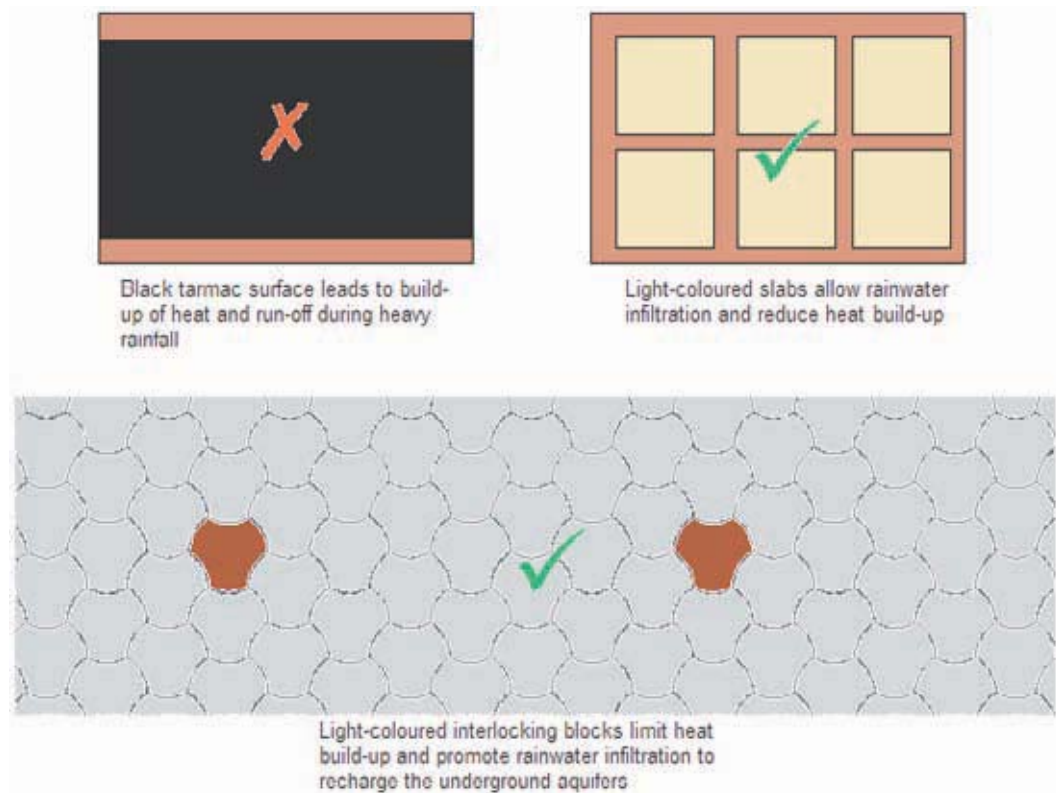 Black tarmac surface leads to build-
up of heat and run-off during heavy
rainfall
Light-coloured slabs allow rainwater
infiltration and reduce heat build-up
Light-coloured interlocking blocks limit heat
build-up and promote rainwater infiltration to
recharge the underground aquifers